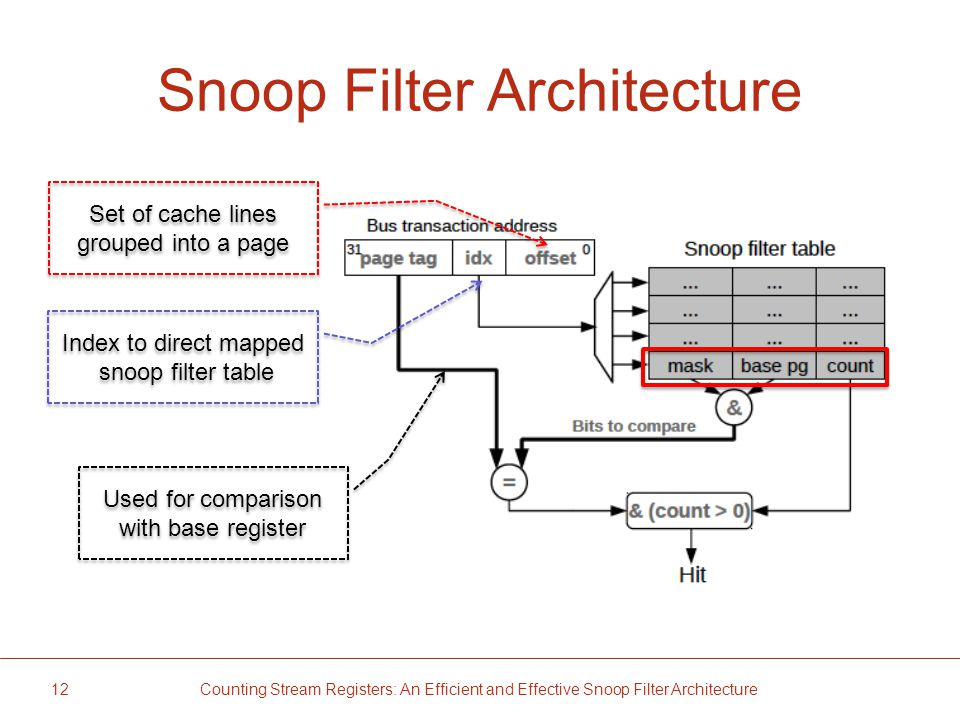 Snoop Filter Architecture
Set of cache lines
grouped into a page
Bus transaction address
31 page tag idx offset 0
Snoop filter table
... ... ...
... ... ...
... ... ...
mask base pg count
Index to direct mapped
snoop filter table
&
Bits to compare
=
Used for comparison
with base register
& (count > 0)
Hit
12 Counting Stream Registers: An Efficient and Effective Snoop Filter Architecture